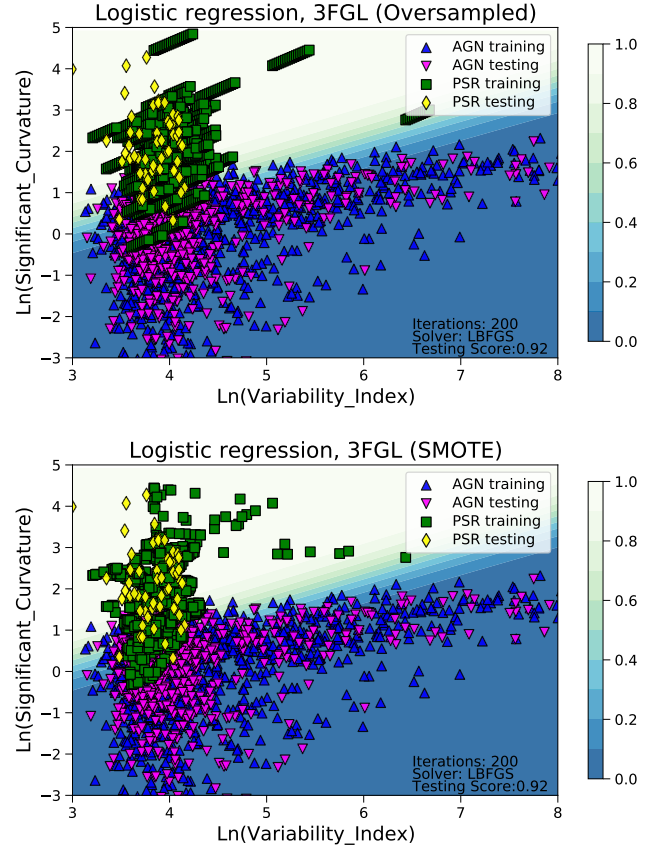 Logistic regression, 3FGL (Oversampled)
5
4
3
2
1
0
−1
−2
−3
Ln(Significant_Curvature)
AGN training
AGN testing
PSR training
PSR testing
Iterations: 200
Solver: LBFGS
Testing Score:0.92
3 4 5 6 7 8
Ln(Variability_Index)
1.0
0.8
0.6
0.4
0.2
0.0
Logistic regression, 3FGL (SMOTE)
5
4
3
2
1
0
−1
−2
−3
Ln(Significant_Curvature)
AGN training
AGN testing
PSR training
PSR testing
Iterations: 200
Solver: LBFGS
Testing Score:0.92
3 4 5 6 7 8
Ln(Variability_Index)
1.0
0.8
0.6
0.4
0.2
0.0